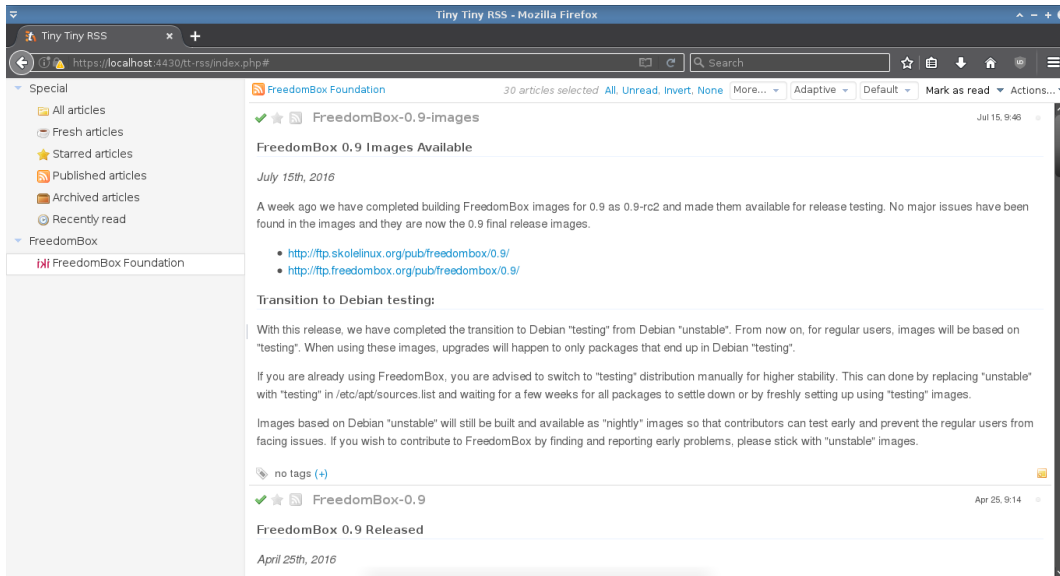 Tiny Tiny RSS - Mozilla Firefox
Tiny Tiny RSS
https://localhost:4430/tt-rss/index.php#
Search
Special
All articles
Fresh articles
Starred articles
Published articles
Archived articles
Recently read
FreedomBox
FreedomBox Foundation
FreedomBox Foundation 30 articles selected All, Unread, Invert, None More... Adaptive Default Mark as read Actions...
FreedomBox-0.9-images Jul 15, 9:46
FreedomBox 0.9 Images Available
July 15th, 2016
A week ago we have completed building FreedomBox images for 0.9 as 0.9-rc2 and made them available for release testing. No major issues have been
found in the images and they are now the 0.9 final release images.
http://ftp.skolelinux.org/pub/freedombox/0.9/
http://ftp.freedombox.org/pub/freedombox/0.9/
Transition to Debian testing:
With this release, we have completed the transition to Debian "testing" from Debian "unstable". From now on, for regular users, images will be based on
"testing". When using these images, upgrades will happen to only packages that end up in Debian "testing".
If you are already using FreedomBox, you are advised to switch to "testing" distribution manually for higher stability. This can done by replacing "unstable"
with "testing" in /etc/apt/sources.list and waiting for a few weeks for all packages to settle down or by freshly setting up using "testing" images.
Images based on Debian "unstable" will still be built and available as "nightly" images so that contributors can test early and prevent the regular users from
facing issues. If you wish to contribute to FreedomBox by finding and reporting early problems, please stick with "unstable" images.
no tags (+)
FreedomBox-0.9 Apr 25, 9:14
FreedomBox 0.9 Released
April 25th, 2016